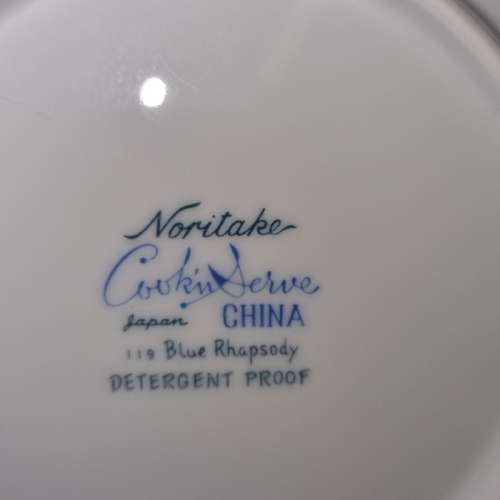 Noritake
Cook'n Serve
Japan CHINA
119 Blue Rhapsody
DETERGENT PROOF